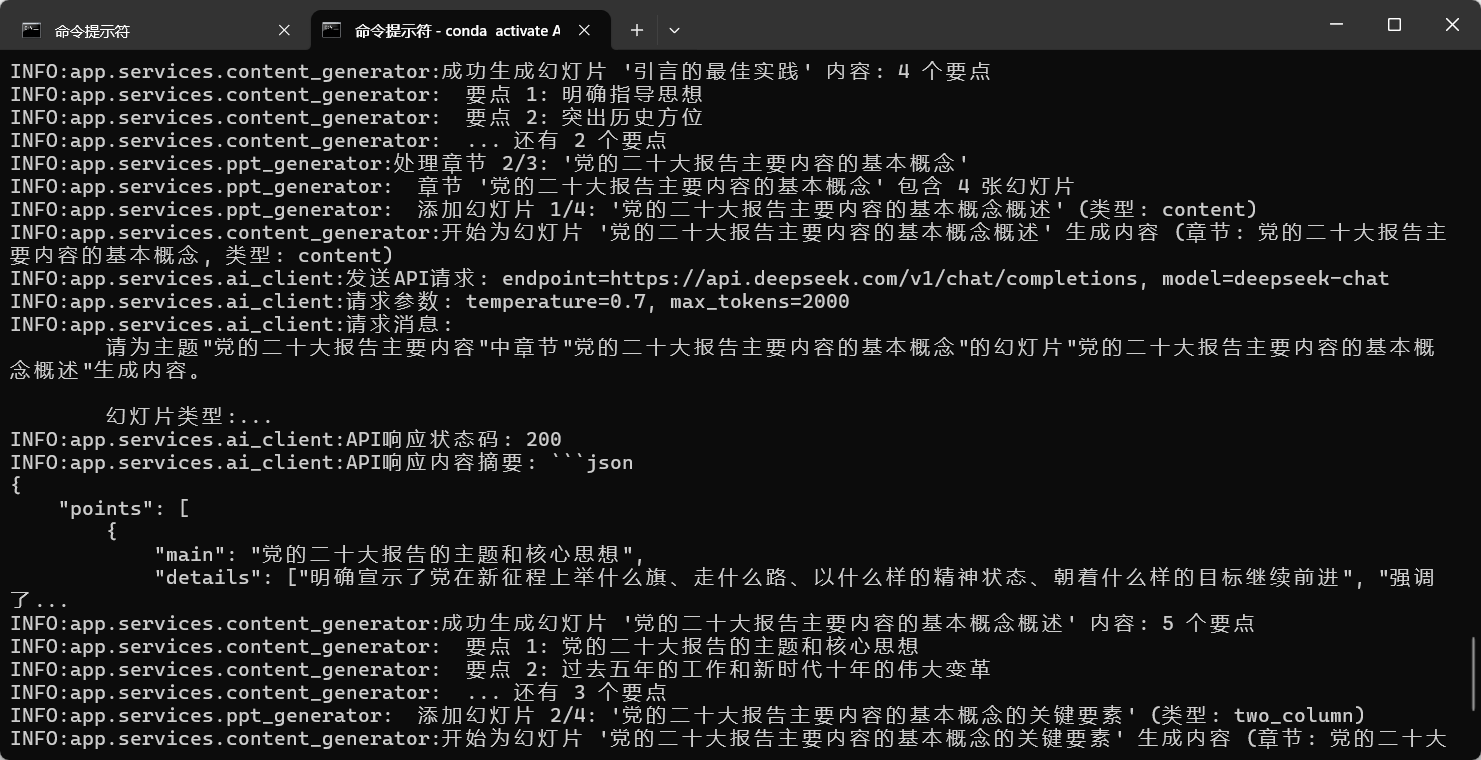 命令提示符
命令提示符 - conda activate A
INFO:app.services.content_generator:成功生成幻灯片 '引言的最佳实践' 内容: 4 个要点
INFO:app.services.content_generator:  要点 1: 明确指导思想
INFO:app.services.content_generator:  要点 2: 突出历史方位
INFO:app.services.content_generator:  ... 还有 2 个要点
INFO:app.services.ppt_generator:处理章节 2/3: '党的二十大报告主要内容的基本概念'
INFO:app.services.ppt_generator:  章节 '党的二十大报告主要内容的基本概念' 包含 4 张幻灯片
INFO:app.services.ppt_generator:  添加幻灯片 1/4: '党的二十大报告主要内容的基本概念概述' (类型: content)
INFO:app.services.content_generator:开始为幻灯片 '党的二十大报告主要内容的基本概念概述' 生成内容 (章节: 党的二十大报告主
要内容的基本概念, 类型: content)
INFO:app.services.ai_client:发送API请求: endpoint=https://api.deepseek.com/v1/chat/completions, model=deepseek-chat
INFO:app.services.ai_client:请求参数: temperature=0.7, max_tokens=2000
INFO:app.services.ai_client:请求消息:
        请为主题"党的二十大报告主要内容"中章节"党的二十大报告主要内容的基本概念"的幻灯片"党的二十大报告主要内容的基本概
念概述"生成内容。
        幻灯片类型:...
INFO:app.services.ai_client:API响应状态码: 200
INFO:app.services.ai_client:API响应内容摘要: ```json
{
    "points": [
        {
            "main": "党的二十大报告的主题和核心思想",
            "details": ["明确宣示了党在新征程上举什么旗、走什么路、以什么样的精神状态、朝着什么样的目标继续前进", "强调
了...
INFO:app.services.content_generator:成功生成幻灯片 '党的二十大报告主要内容的基本概念概述' 内容: 5 个要点
INFO:app.services.content_generator:  要点 1: 党的二十大报告的主题和核心思想
INFO:app.services.content_generator:  要点 2: 过去五年的工作和新时代十年的伟大变革
INFO:app.services.content_generator:  ... 还有 3 个要点
INFO:app.services.ppt_generator:  添加幻灯片 2/4: '党的二十大报告主要内容的基本概念的关键要素' (类型: two_column)
INFO:app.services.content_generator:开始为幻灯片 '党的二十大报告主要内容的基本概念的关键要素' 生成内容 (章节: 党的二十大